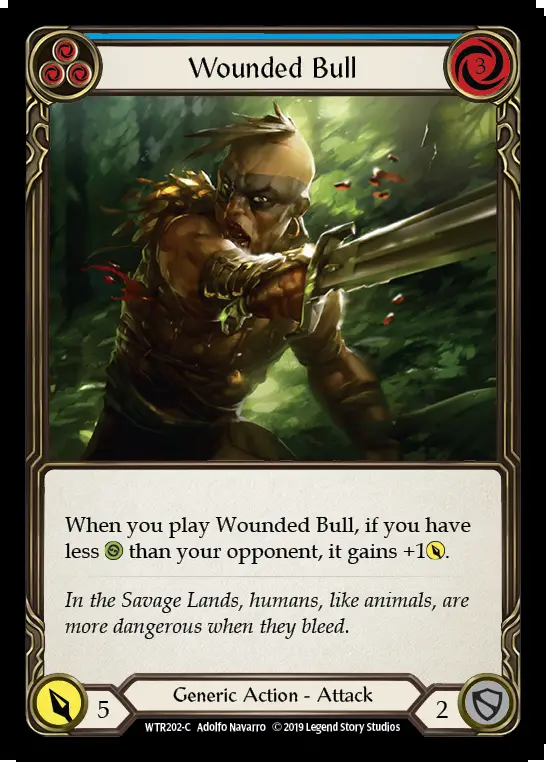 3
Wounded Bull
When you play Wounded Bull, if you have
less than your opponent, it gains +1.
In the Savage Lands, humans, like animals, are
more dangerous when they bleed.
5
Generic Action - Attack
2
WTR202-C Adolfo Navarro © 2019 Legend Story Studios